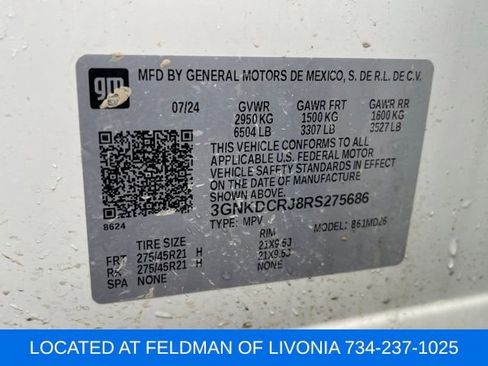 gm
MFD BY GENERAL MOTORS DE MEXICO, S. DE R.L. DE C.V.
07/24 GVWR GAWR FRT GAWR RR
2950 KG 1500 KG 1600 KG
6504 LB 3307 LB 3527 LB
THIS VEHICLE CONFORMS TO ALL
APPLICABLE U.S. FEDERAL MOTOR
VEHICLE SAFETY STANDARDS IN EFFECT
ON THE DATE OF MANUFACTURE
SHOWN ABOVE.
3GNKDCRJ8RS275686
8624 TYPE: MPV MODEL:
TIRE SIZE RIM
FRT 275/45R21 H 21X9.5J
RR 275/45R21 H 21X9.5J
SPA NONE NONE
LOCATED AT FELDMAN OF LIVONIA 734-237-1025